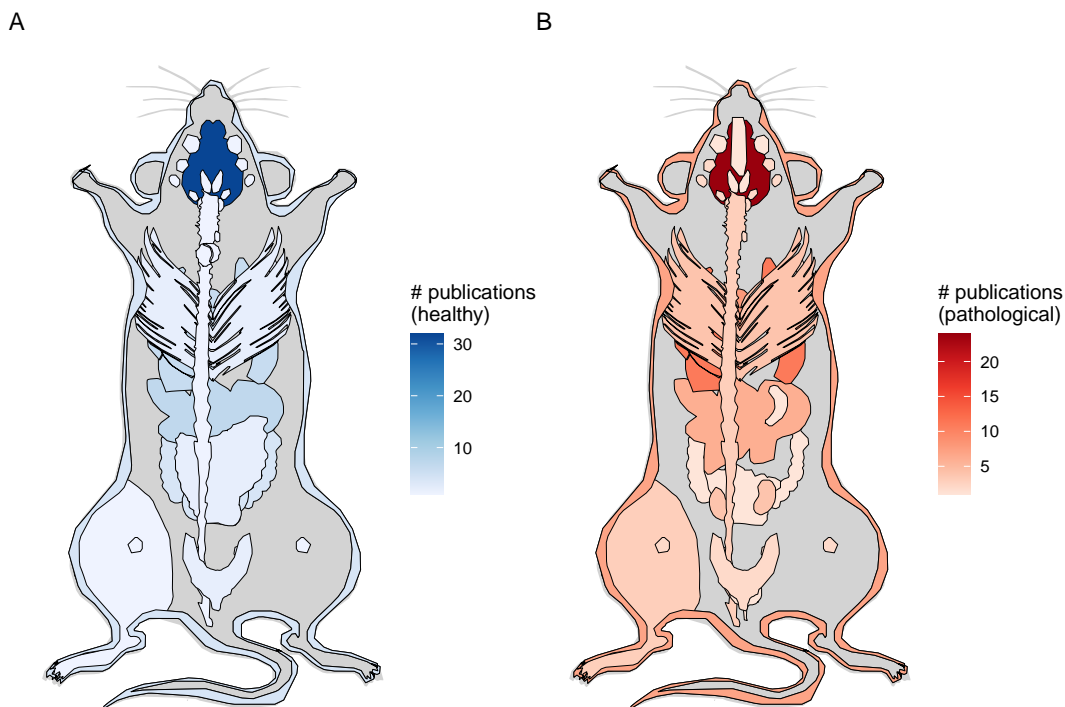 A
B
# publications
(healthy)
30
20
10
# publications
(pathological)
20
15
10
5